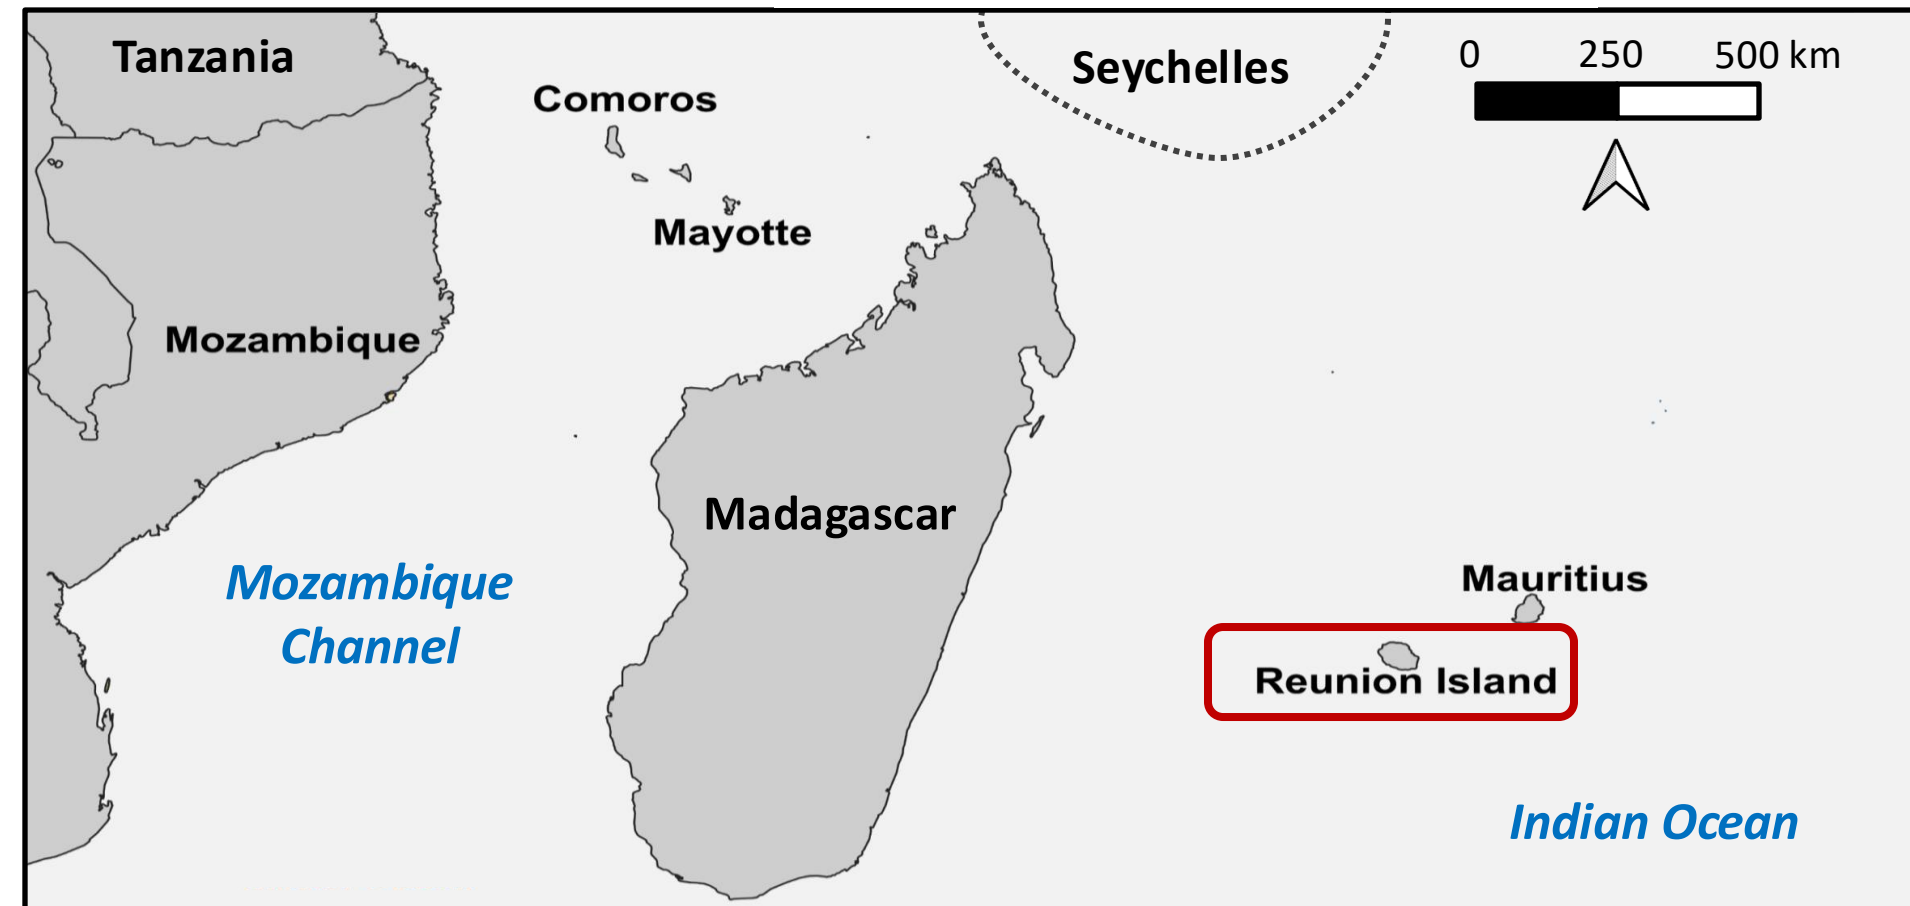 Tanzania
Comoros
Seychelles
0 250 500 km
Mayotte
Mozambique
Madagascar
Mozambique
Channel
Mauritius
Reunion Island
Indian Ocean